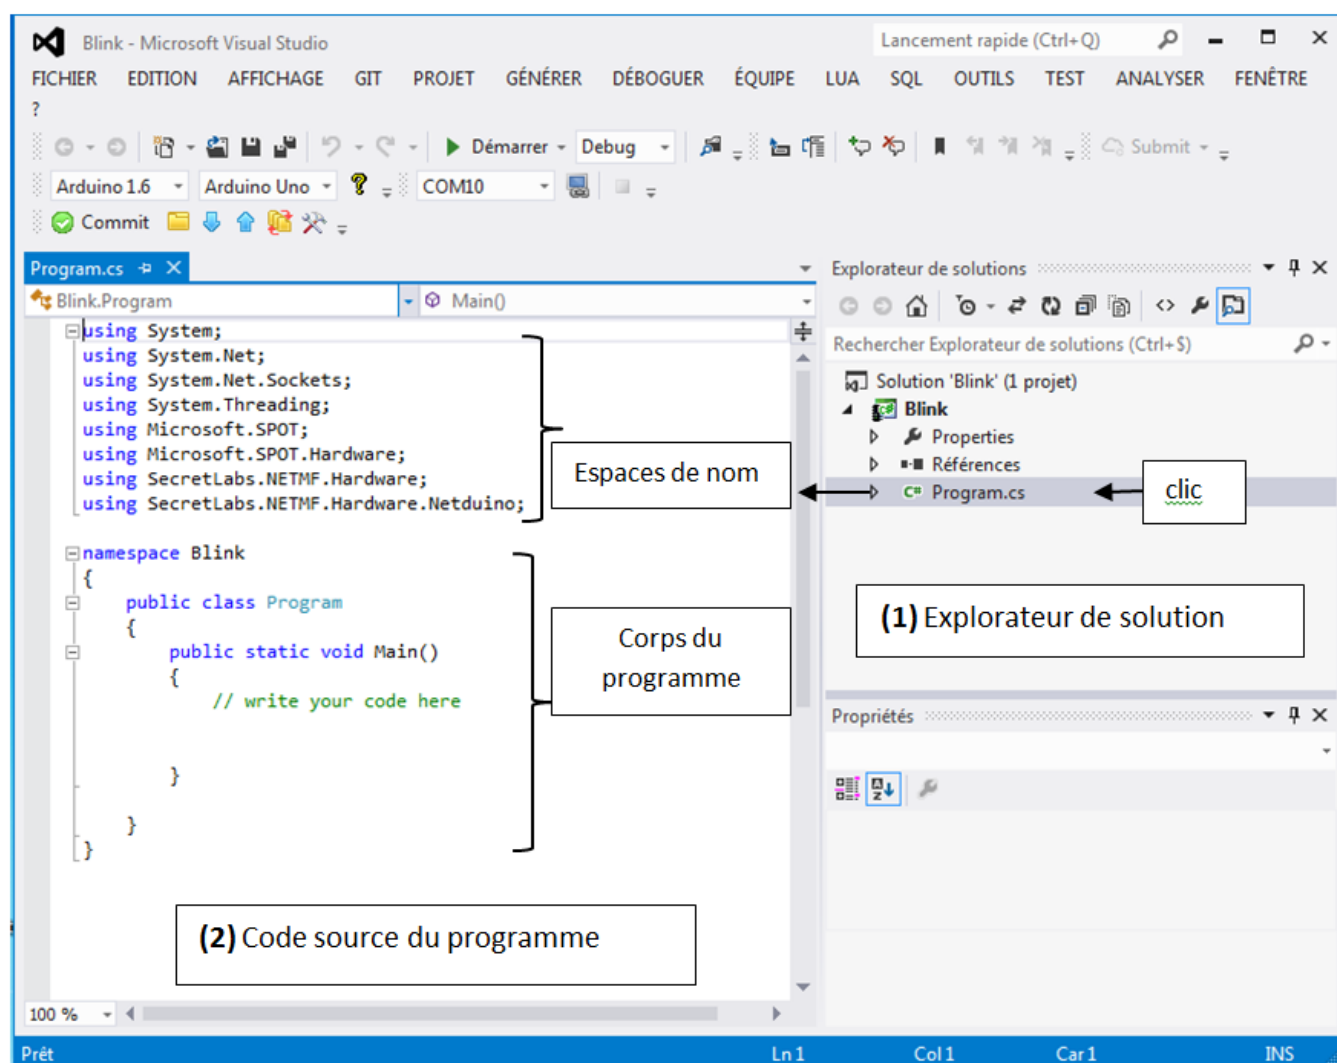 Blink - Microsoft Visual Studio
Lancement rapide (Ctrl+Q)
FICHIER EDITION AFFICHAGE GIT PROJET GÉNÉRER DÉBOGUER ÉQUIPE LUA SQL OUTILS TEST ANALYSER FENÊTRE
?
Démarrer Debug Submit
Arduino 1.6 Arduino Uno COM10
Commit
Program.cs
Blink.Program Main()
using System;
using System.Net;
using System.Net.Sockets;
using System.Threading;
using Microsoft.SPOT;
using Microsoft.SPOT.Hardware;
using SecretLabs.NETMF.Hardware;
using SecretLabs.NETMF.Hardware.Netduino;
Espaces de nom
namespace Blink
{
public class Program
{
public static void Main()
{
// write your code here
}
}
}
Corps du
programme
(2) Code source du programme
100 %
Explorateur de solutions
Rechercher Explorateur de solutions (Ctrl+$)
Solution 'Blink' (1 projet)
Blink
Properties
Références
C# Program.cs
clic
(1) Explorateur de solution
Propriétés
Prêt Ln 1 Col 1 Car 1 INS